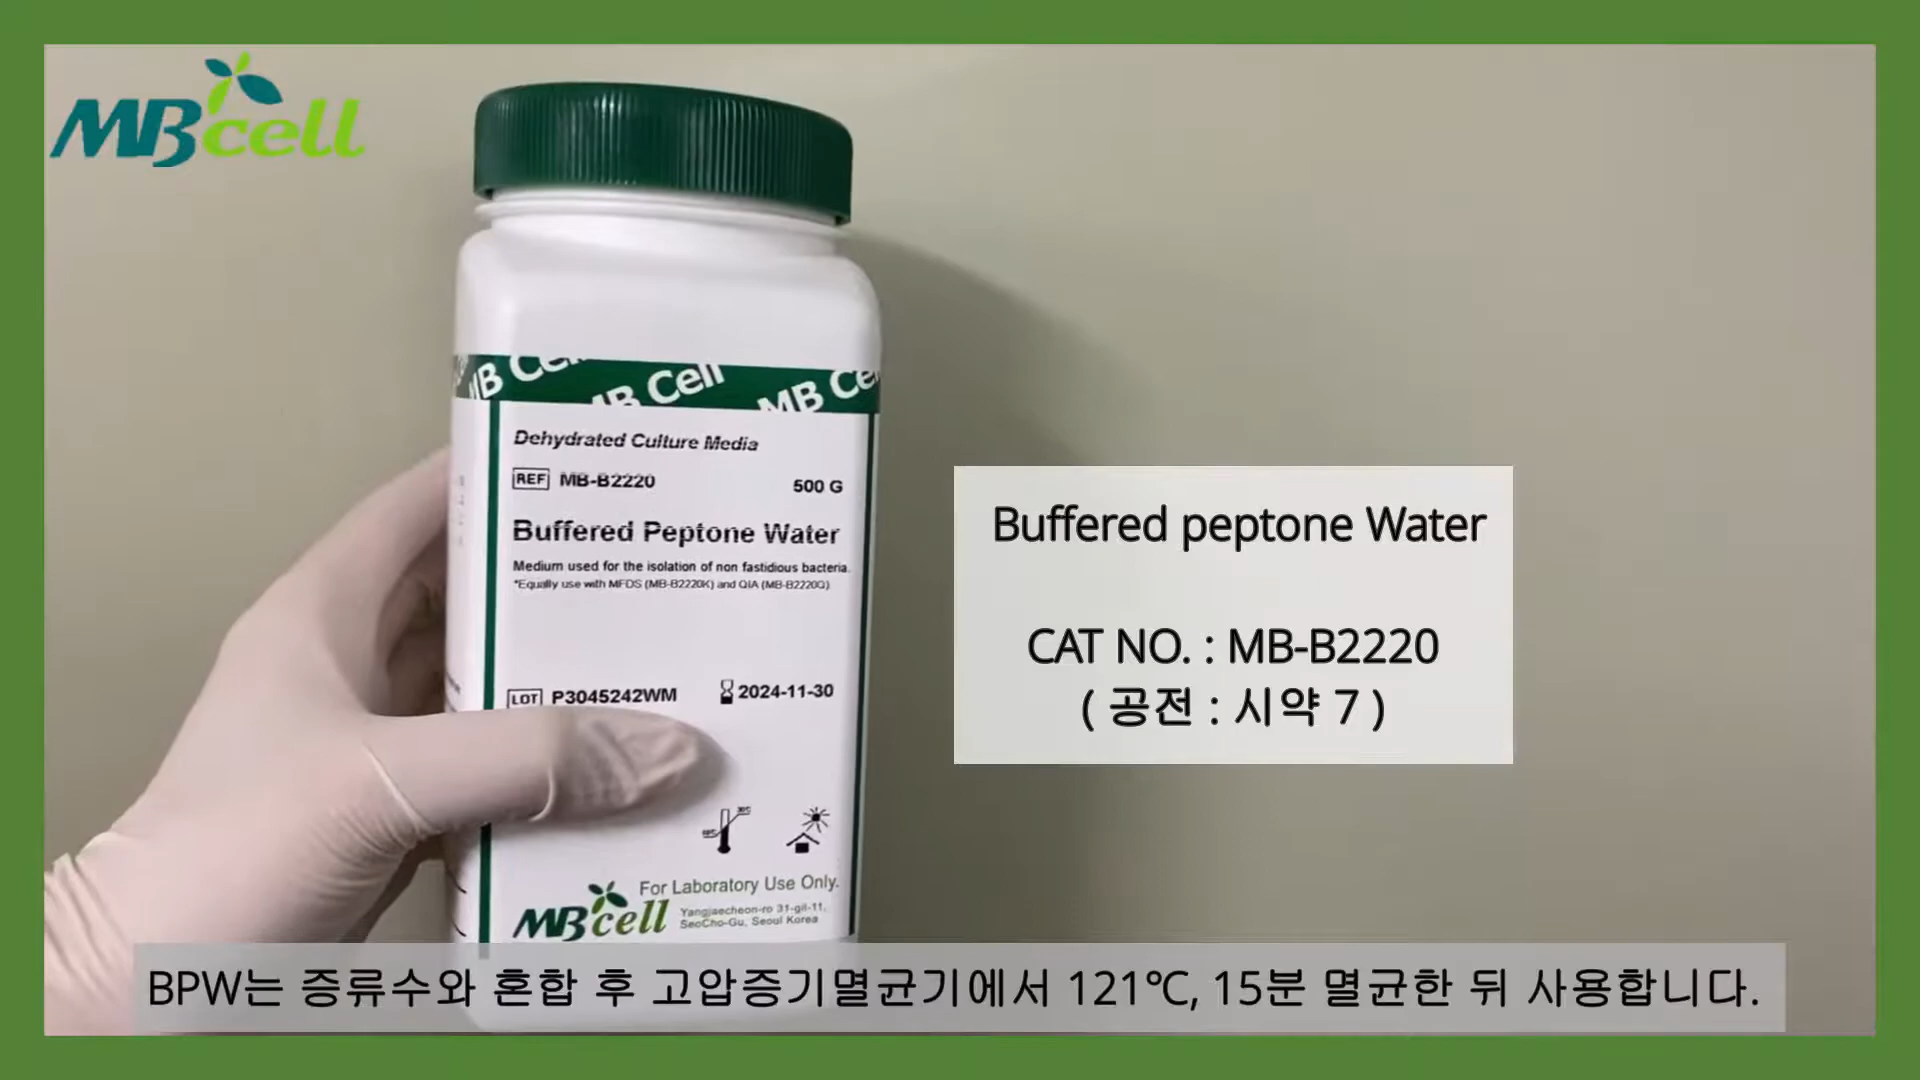 MBcell
MB Cell MB Cell MB Cell
Dehydrated Culture Media
REF MB-B2220 500 G
Buffered Peptone Water
Medium used for the isolation of non fastidious bacteria.
*Equally use with MFDS (MB-B2220K) and QIA (MB-B2220Q)
LOT P3045242WM 2024-11-30
For Laboratory Use Only.
MBcell
Yangjaecheon-ro 31-gil-11,
SeoCho-Gu, Seoul Korea
Buffered peptone Water
CAT NO. : MB-B2220
( 공전 : 시약 7 )
BPW는 증류수와 혼합 후 고압증기멸균기에서 121℃, 15분 멸균한 뒤 사용합니다.